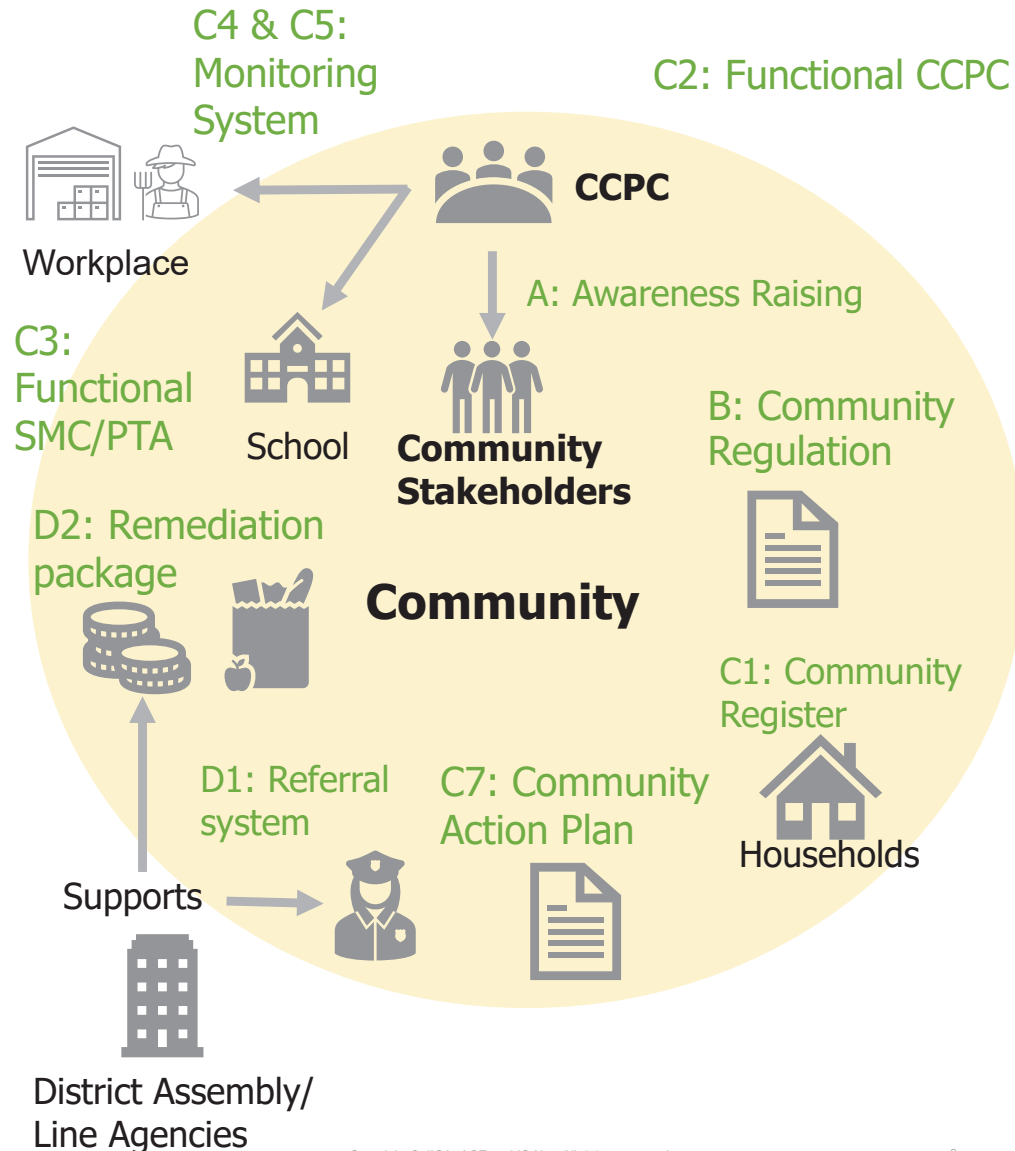 C4 & C5:
Monitoring
System
C2: Functional CCPC
CCPC
Workplace
A: Awareness Raising
C3:
Functional
SMC/PTA
School
Community
Stakeholders
B: Community
Regulation
D2: Remediation
package
Community
C1: Community
Register
Households
D1: Referral
system
C7: Community
Action Plan
Supports
District Assembly/
Line Agencies